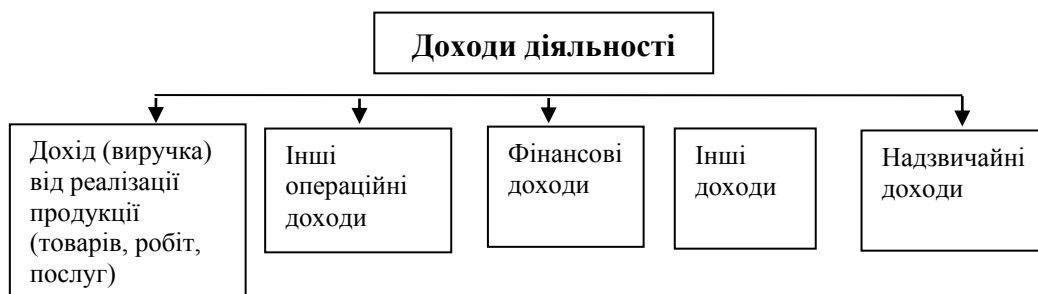 Доходи діяльності
Дохід (виручка)
від реалізації
продукції
(товарів, робіт,
послуг)
Інші
операційні
доходи
Фінансові
доходи
Інші
доходи
Надзвичайні
доходи